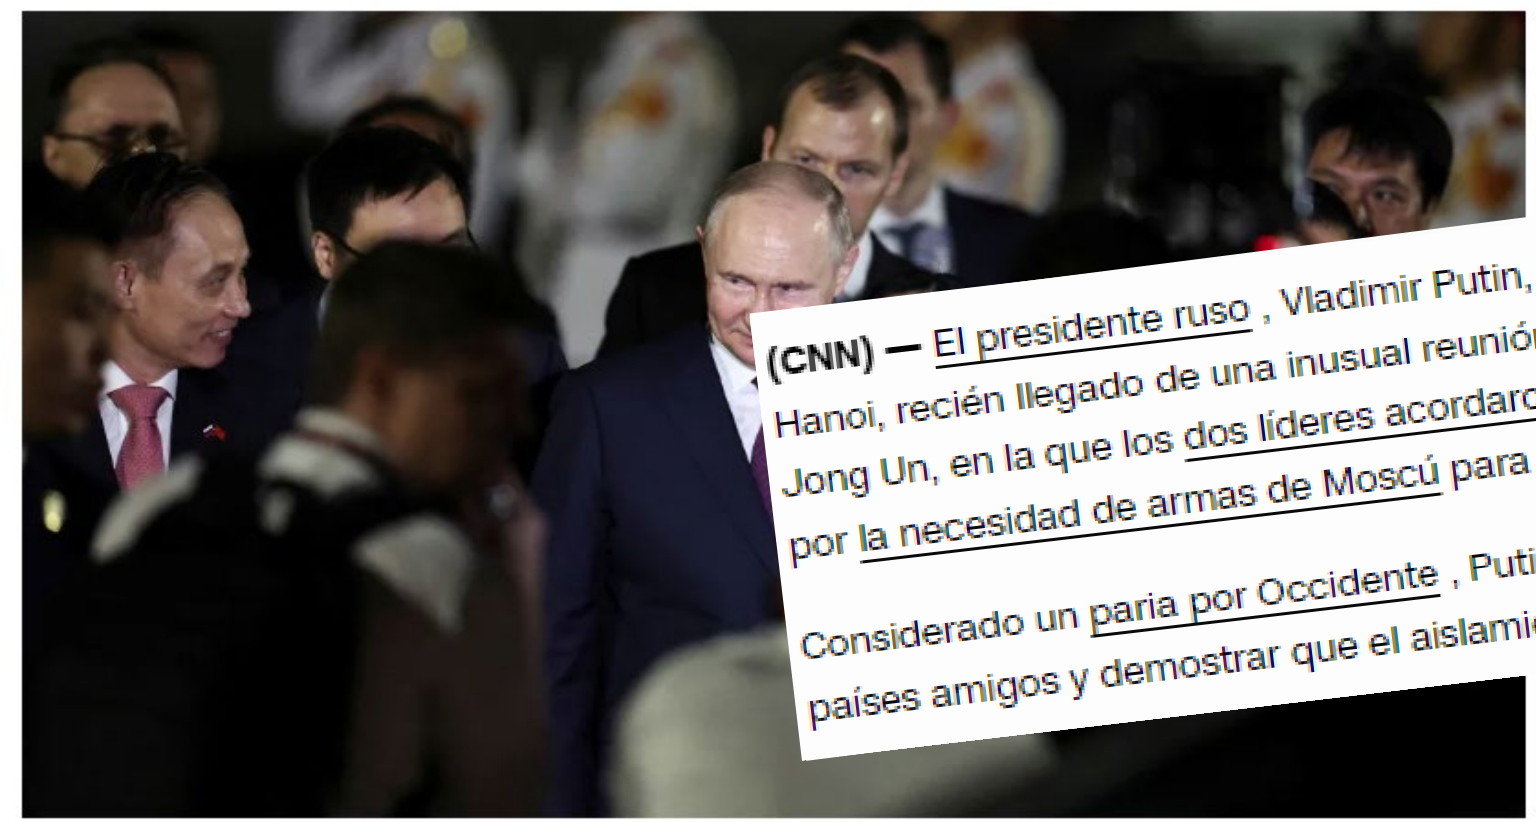 (CNN) — El presidente ruso , Vladimir Putin,
Hanoi, recién llegado de una inusual reunión
Jong Un, en la que los dos líderes acordaro
por la necesidad de armas de Moscú para
Considerado un paria por Occidente , Puti
países amigos y demostrar que el aislamie